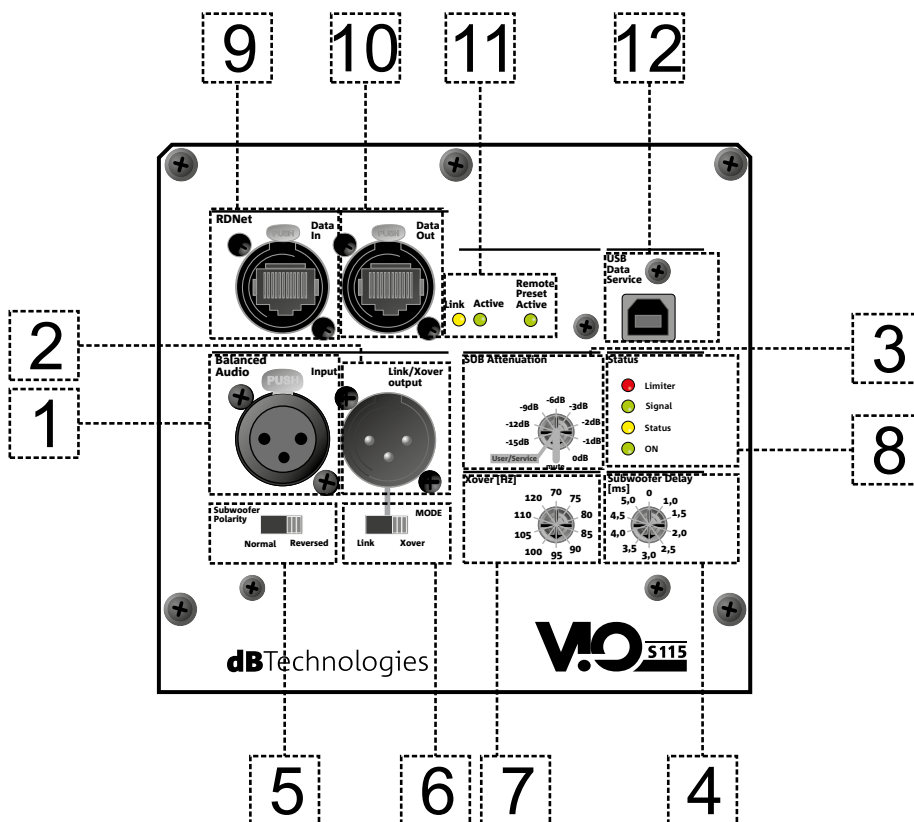 9 10 11 12
RDNet
Data
In
PUSH
Data
Out
PUSH
Link Active
Remote
Preset
Active
USB
Data
Service
2
1
3
8
Balanced
Audio
PUSH
Input
Link/Xover
output
SUB Attenuation
-6dB
-9dB
-3dB
-12dB
-2dB
-15dB
-1dB
User/Service
mute
0dB
Status
Limiter
Signal
Status
ON
Subwoofer
Polarity
Normal Reversed
MODE
Link Xover
Xover [Hz]
70
120 75
110 80
105 85
100 90
95
Subwoofer Delay
[ms]
0
5,0 1,0
4,5 1,5
4,0 2,0
3,5 2,5
3,0
dBTechnologies
VIO S115
5 6 7 4